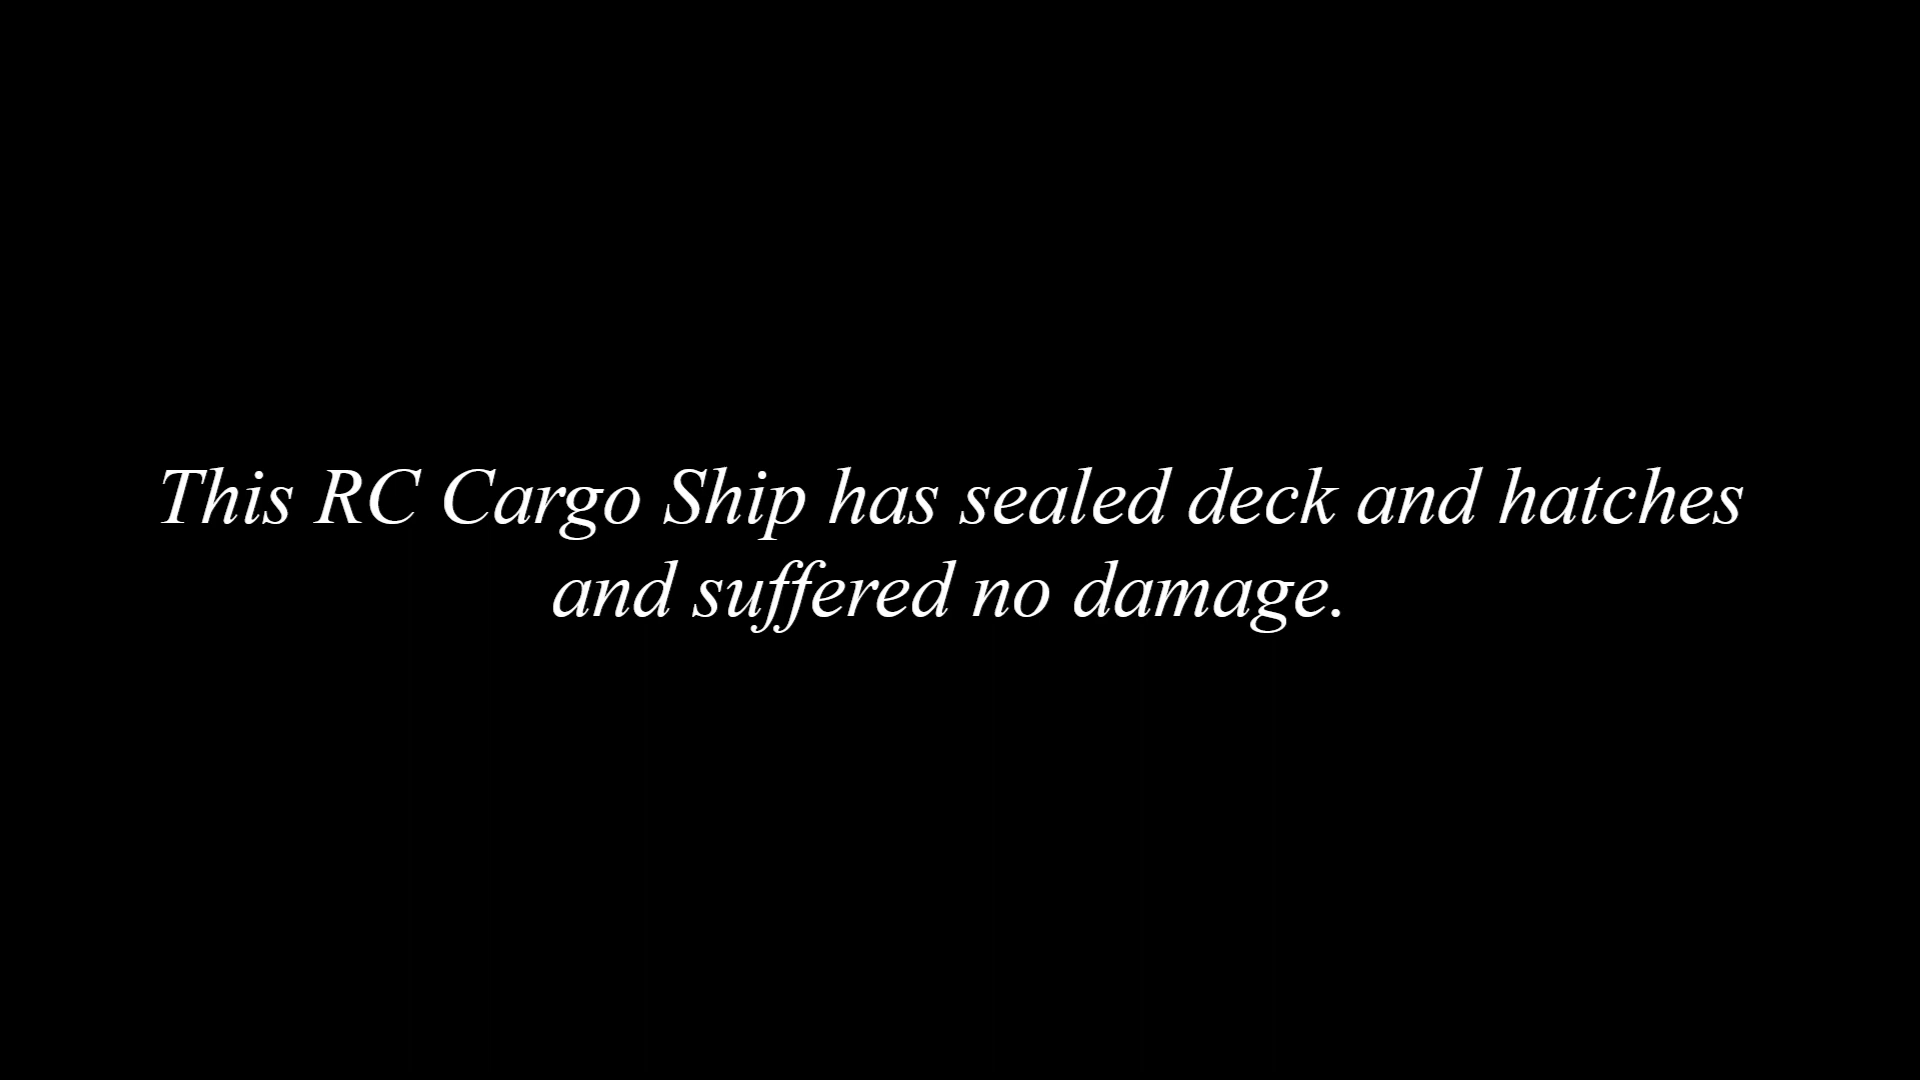 This RC Cargo Ship has sealed deck and hatches
and suffered no damage.